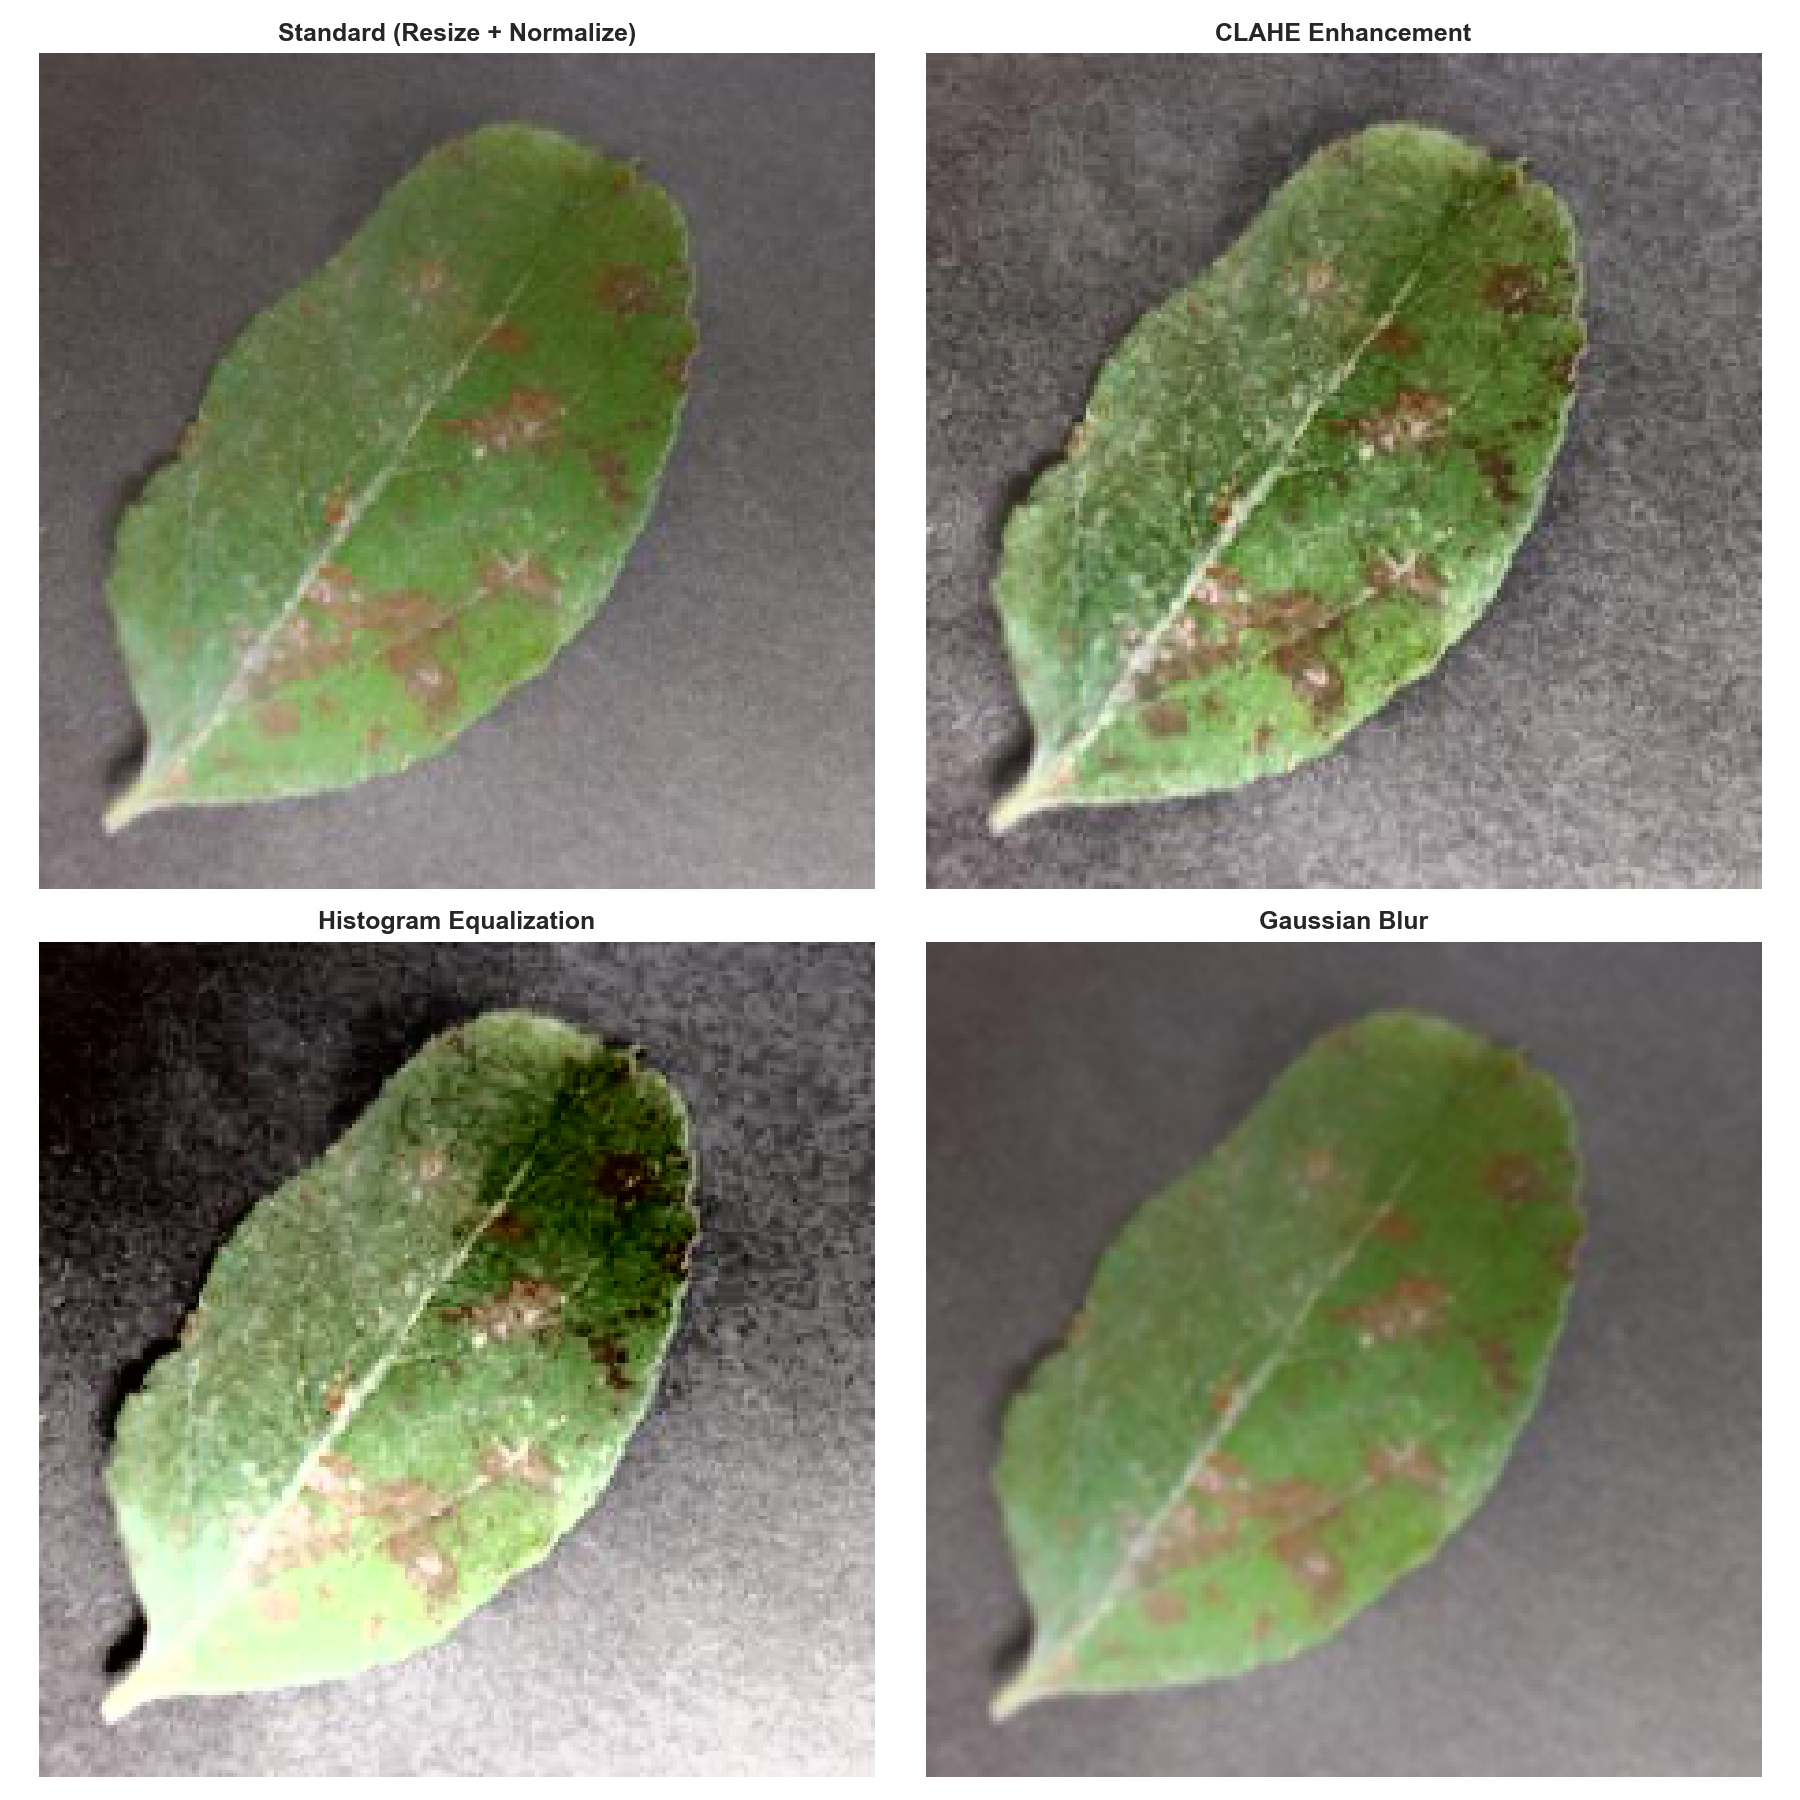 Standard (Resize + Normalize)
CLAHE Enhancement
Histogram Equalization
Gaussian Blur